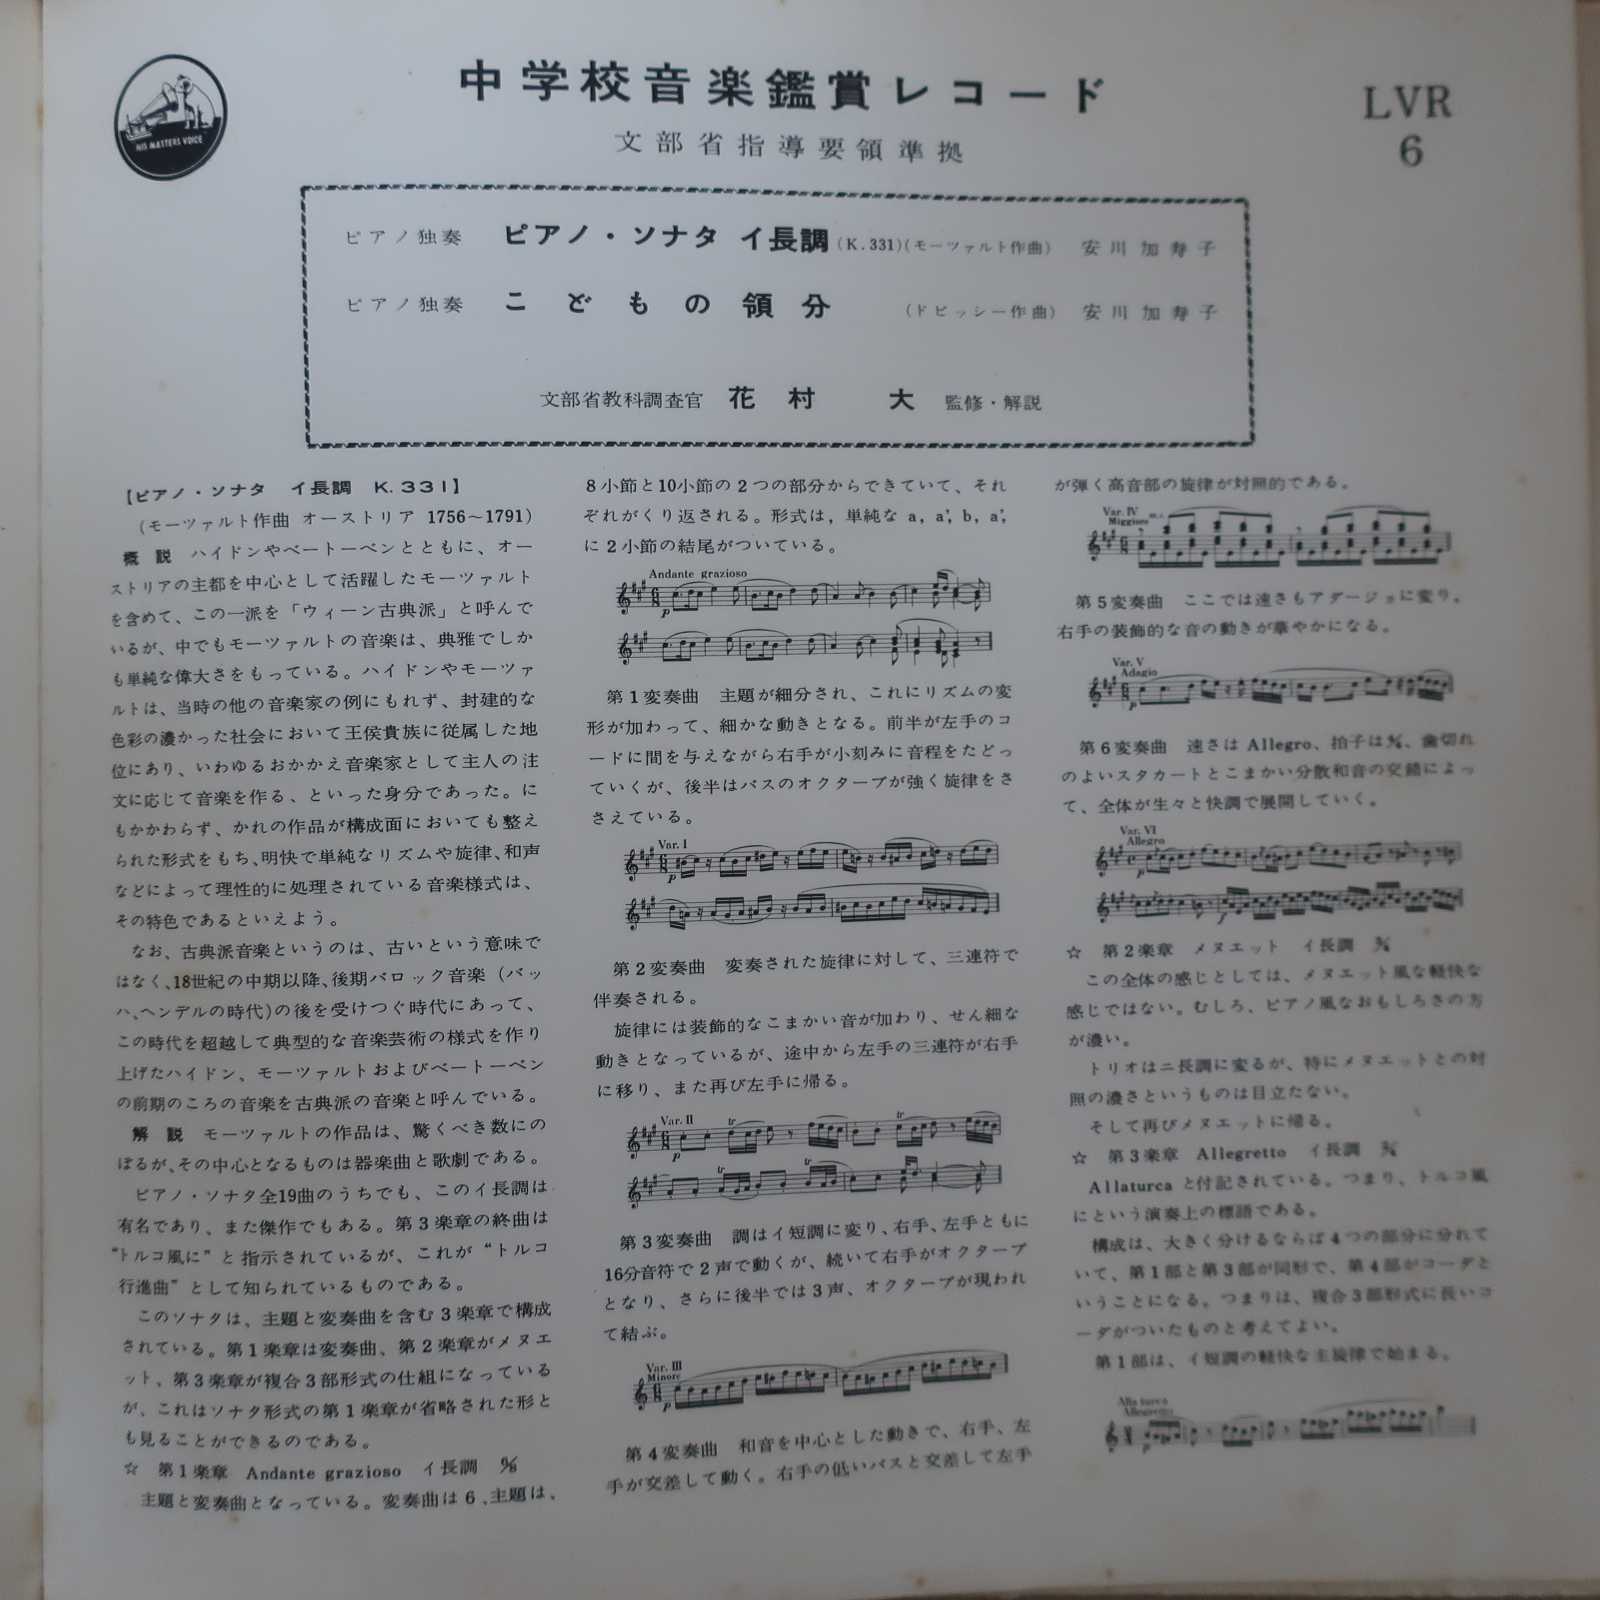 HIS MASTERS VOICE
中学校音楽鑑賞レコード
文部省指導要領準拠
LVR
6
ピアノ独奏 ピアノ・ソナタ イ長調 (K.331)(モーツァルト作曲) 安川加寿子
ピアノ独奏 こどもの領分 (ドビッシー作曲) 安川加寿子
文部省教科調査官 花村 大 監修・解説
【ピアノ・ソナタ イ長調 K.331】
(モーツァルト作曲 オーストリア 1756〜1791)
概説 ハイドンやベートーベンとともに、オー
ストリアの主都を中心として活躍したモーツァルト
を含めて、この一派を「ウィーン古典派」と呼んで
いるが、中でもモーツァルトの音楽は、典雅でしか
も単純な偉大さをもっている。ハイドンやモーツァ
ルトは、当時の他の音楽家の例にもれず、封建的な
色彩の濃かった社会において王侯貴族に従属した地
位にあり、いわゆるおかかえ音楽家として主人の注
文に応じて音楽を作る、といった身分であった。に
もかかわらず、かれの作品が構成面においても整え
られた形式をもち、明快で単純なリズムや旋律、和声
などによって理性的に処理されている音楽様式は、
その特色であるといえよう。
なお、古典派音楽というのは、古いという意味で
はなく、18世紀の中期以降、後期バロック音楽(バッ
ハ、ヘンデルの時代)の後を受けつぐ時代にあって、
この時代を超越して典型的な音楽芸術の様式を作り
上げたハイドン、モーツァルトおよびベートーベン
の前期のころの音楽を古典派の音楽と呼んでいる。
解説 モーツァルトの作品は、驚くべき数にの
ぼるが、その中心となるものは器楽曲と歌劇である。
ピアノ・ソナタ全19曲のうちでも、このイ長調は
有名であり、また傑作でもある。第3楽章の終曲は
“トルコ風に”と指示されているが、これが“トルコ
行進曲”として知られているものである。
このソナタは、主題と変奏曲を含む3楽章で構成
されている。第1楽章は変奏曲、第2楽章がメヌエ
ット、第3楽章が複合3部形式の仕組になっている
が、これはソナタ形式の第1楽章が省略された形と
も見ることができるのである。
☆ 第1楽章 Andante grazioso イ長調 6/8
主題と変奏曲となっている。変奏曲は6、主題は、
8小節と10小節の2つの部分からできていて、それ
ぞれがくり返される。形式は, 単純な a, a', b, a',
に2小節の結尾がついている。
Andante grazioso
p
第1変奏曲 主題が細分され、これにリズムの変
形が加わって、細かな動きとなる。前半が左手のコ
ードに間を与えながら右手が小刻みに音程をたどっ
ていくが、後半はバスのオクターブが強く旋律をさ
さえている。
Var. I
p
第2変奏曲 変奏された旋律に対して、三連符で
伴奏される。
旋律には装飾的なこまかい音が加わり、せん細な
動きとなっているが、途中から左手の三連符が右手
に移り、また再び左手に帰る。
Var. II
tr tr
p
tr tr
第3変奏曲 調はイ短調に変り、右手、左手ともに
16分音符で2声で動くが、続いて右手がオクターブ
となり、さらに後半では3声、オクターブが現われ
て結ぶ。
Var. III
Minore
p
第4変奏曲 和音を中心とした動きで、右手、左
手が交差して動く。右手の低いバスと交差して左手
が弾く高音部の旋律が対照的である。
Var. IV
第5変奏曲 ここでは速さもアダージョに変り。
右手の装飾的な音の動きが華やかになる。
Var. V
Adagio
p
第6変奏曲 速さは Allegro、拍子は 歯切れ
のよいスタカートとこまかい分散和音の交錯によっ
て、全体が生々と快調で展開していく。
Var. VI
Allegro
p
f
☆ 第2楽章 メヌエット イ長調 3/4
この全体の感じとしては、メヌエット風な軽快な
感じではない。むしろ、ピアノ風なおもしろさの方
が濃い。
トリオはニ長調に変るが、特にメヌエットとの対
照の濃さというものは目立たない。
そして再びメヌエットに帰る。
☆ 第3楽章 Allegretto イ長調
Allaturca と付記されている。つまり、トルコ風
にという演奏上の標語である。
構成は、大きく分けるならば4つの部分に分れて
いて、第1部と第3部が同形で、第4部がコーダと
いうことになる。つまりは、複合3部形式に長いコ
ーダがついたものと考えてよい。
第1部は、イ短調の軽快な主旋律で始まる。
Alla turca
Allegretto
p